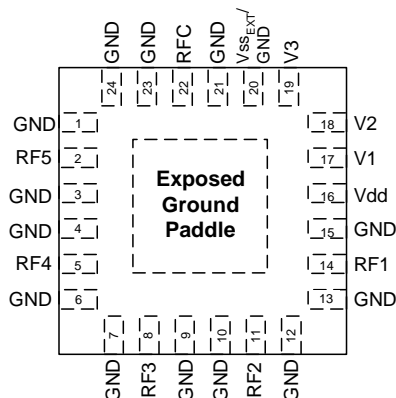 GND
GND
RFC
GND
VSSEXT/
GND
V3
24
23
22
21
20
19
GND 1
RF5 2
GND 3
GND 4
RF4 5
GND 6
18 V2
17 V1
16 Vdd
15 GND
14 RF1
13 GND
Exposed
Ground
Paddle
7
8
9
10
11
12
GND
RF3
GND
GND
RF2
GND